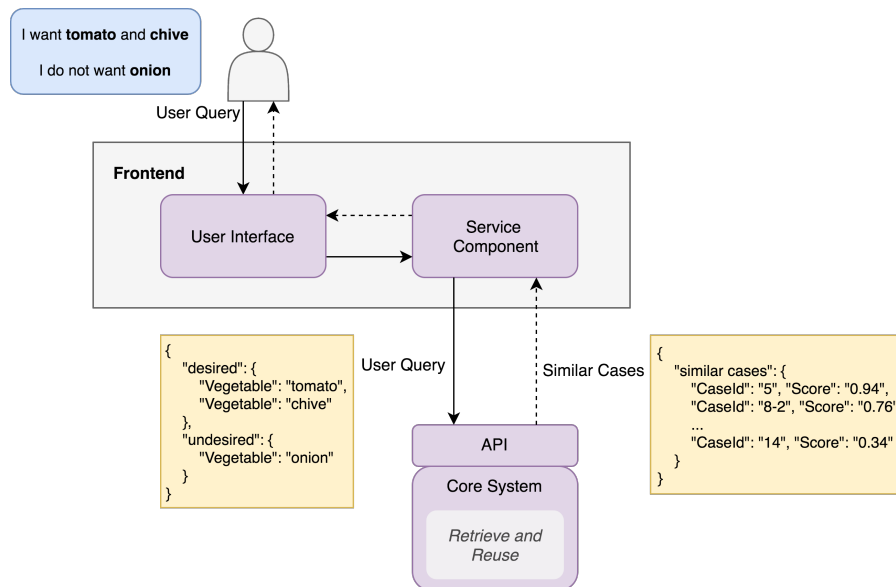 I want tomato and chive
I do not want onion
User Query
Frontend
User Interface
Service
Component
User Query
Similar Cases
{
"desired": {
"Vegetable": "tomato",
"Vegetable": "chive"
},
"undesired": {
"Vegetable": "onion"
}
}
{
"similar cases": {
"CaseId": "5", "Score": "0.94",
"CaseId": "8-2", "Score": "0.76"
...
"CaseId": "14", "Score": "0.34"
}
}
API
Core System
Retrieve and
Reuse